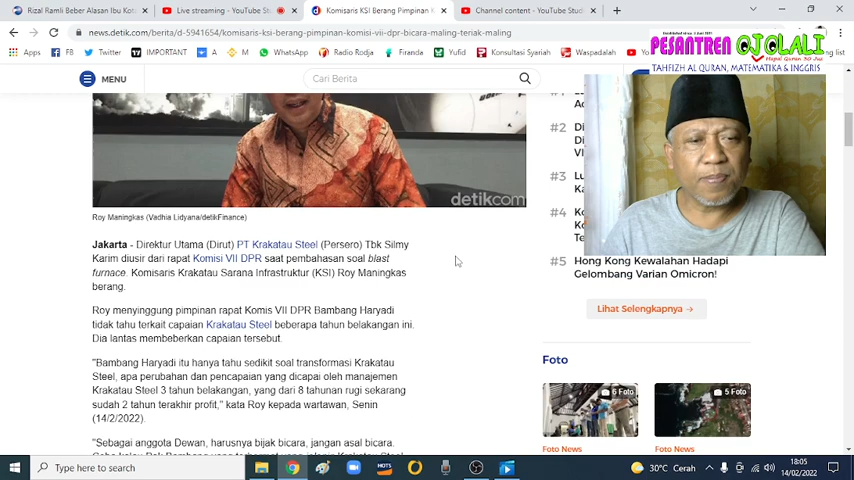 Rizal Ramli Beber Alasan Ibu Kot
Live streaming - YouTube St
Komisaris KSI Berang Pimpinan K
Channel content - YouTube Stud
news.detik.com/berita/d-5941654/komisaris-ksi-berang-pimpinan-komisi-vii-dpr-bicara-maling-teriak-maling
Apps
FB
Twitter
IMPORTANT
A
M
WhatsApp
Radio Rodja
Firanda
Yufid
Konsultasi Syariah
Waspadalah
PESANTREN OJOLALI
Hapal Quran 30 Juz
TAHFIZH AL QURAN, MATEMATIKA & INGGRIS
MENU
Cari Berita
detikcom
Roy Maningkas (Vadhia Lidyana/detikFinance)
Jakarta - Direktur Utama (Dirut) PT Krakatau Steel (Persero) Tbk Silmy
Karim diusir dari rapat Komisi VII DPR saat pembahasan soal blast
furnace. Komisaris Krakatau Sarana Infrastruktur (KSI) Roy Maningkas
berang.
Roy menyinggung pimpinan rapat Komis VII DPR Bambang Haryadi
tidak tahu terkait capaian Krakatau Steel beberapa tahun belakangan ini.
Dia lantas membeberkan capaian tersebut.
"Bambang Haryadi itu hanya tahu sedikit soal transformasi Krakatau
Steel, apa perubahan dan pencapaian yang dicapai oleh manajemen
Krakatau Steel 3 tahun belakangan, yang dari 8 tahunan rugi sekarang
sudah 2 tahun terakhir profit," kata Roy kepada wartawan, Senin
(14/2/2022).
"Sebagai anggota Dewan, harusnya bijak bicara, jangan asal bicara.
#2
#3
#4
#5
Hong Kong Kewalahan Hadapi
Gelombang Varian Omicron!
Lihat Selengkapnya →
Foto
6 Foto
5 Foto
Foto News
Foto News
Type here to search
30°C Cerah
18:05
14/02/2022